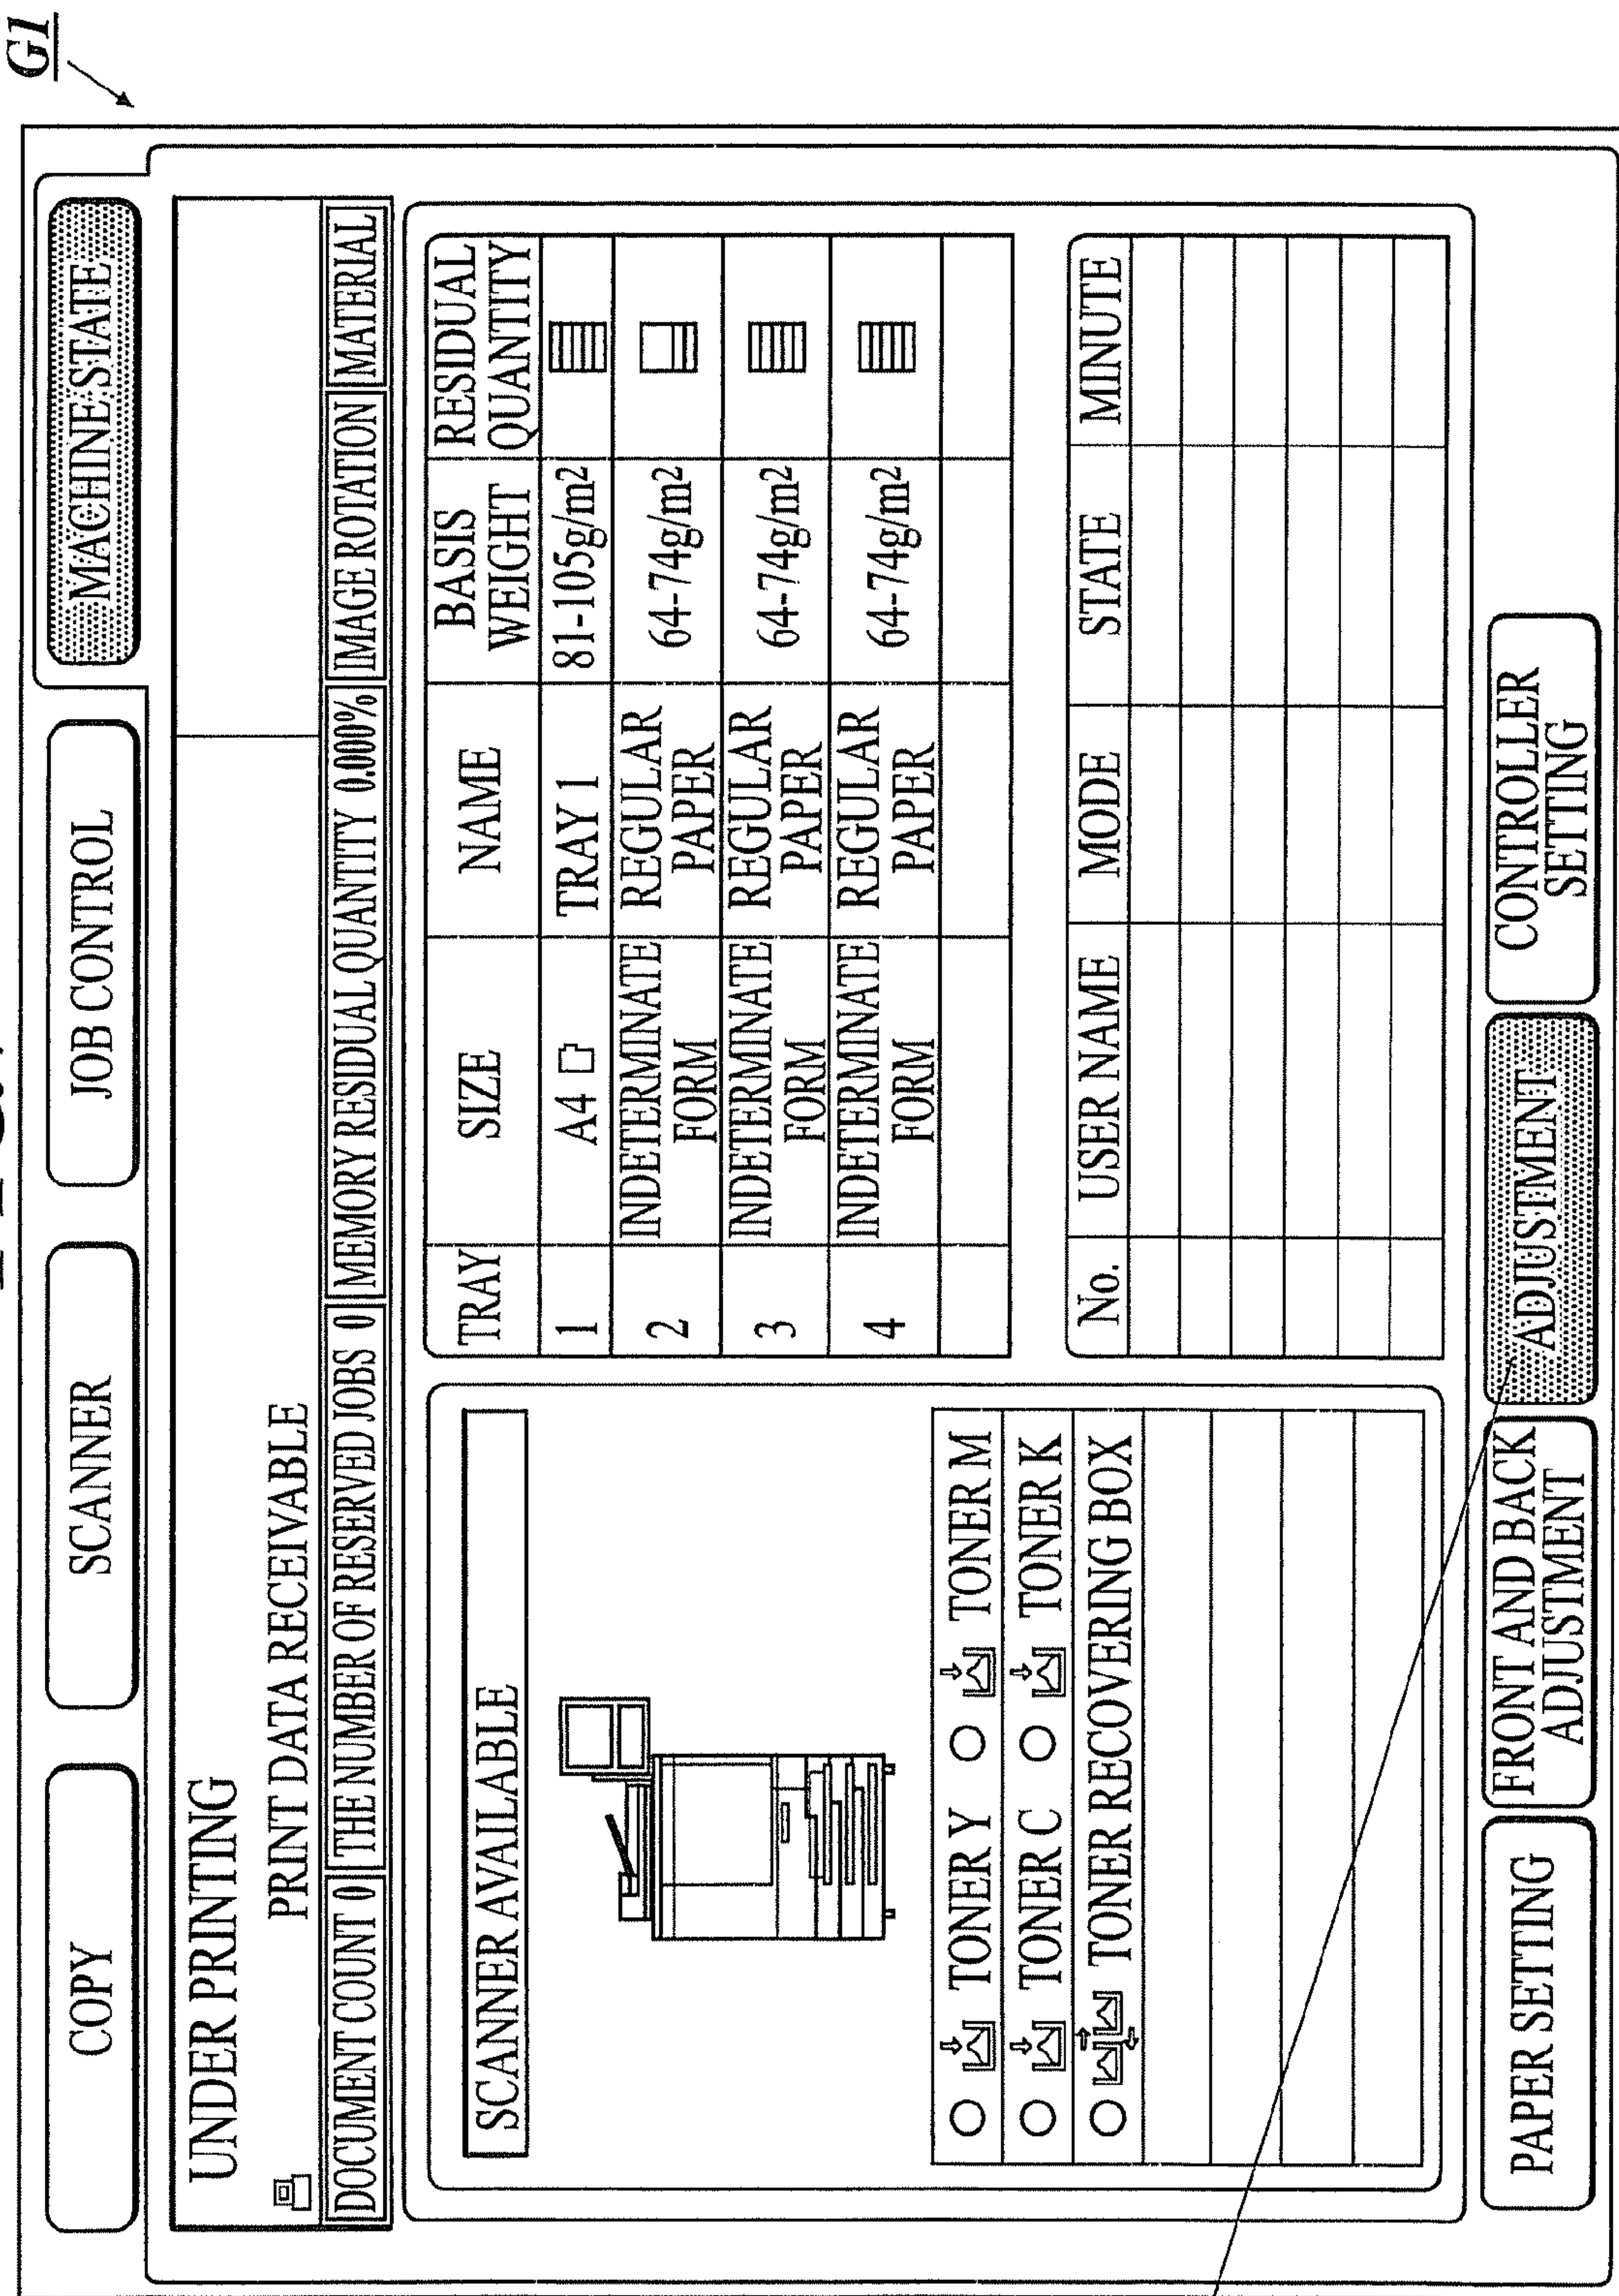 G1
COPY
SCANNER
JOB CONTROL
MACHINE STATE
UNDER PRINTING
PRINT DATA RECEIVABLE
DOCUMENT COUNT 0 THE NUMBER OF RESERVED JOBS 0 MEMORY RESIDUAL QUANTITY 0.000% IMAGE ROTATION MATERIAL
SCANNER AVAILABLE
TONER Y TONER M
TONER C TONER K
TONER RECOVERING BOX
TRAY SIZE NAME BASIS WEIGHT RESIDUAL QUANTITY
1 A4 TRAY 1 81-105g/m²
2 INDETERMINATE FORM REGULAR PAPER 64-74g/m²
3 INDETERMINATE FORM REGULAR PAPER 64-74g/m²
4 INDETERMINATE FORM REGULAR PAPER 64-74g/m²
No. USER NAME MODE STATE MINUTE
PAPER SETTING
FRONT AND BACK
ADJUSTMENT
ADJUSTMENT
CONTROLLER
SETTING